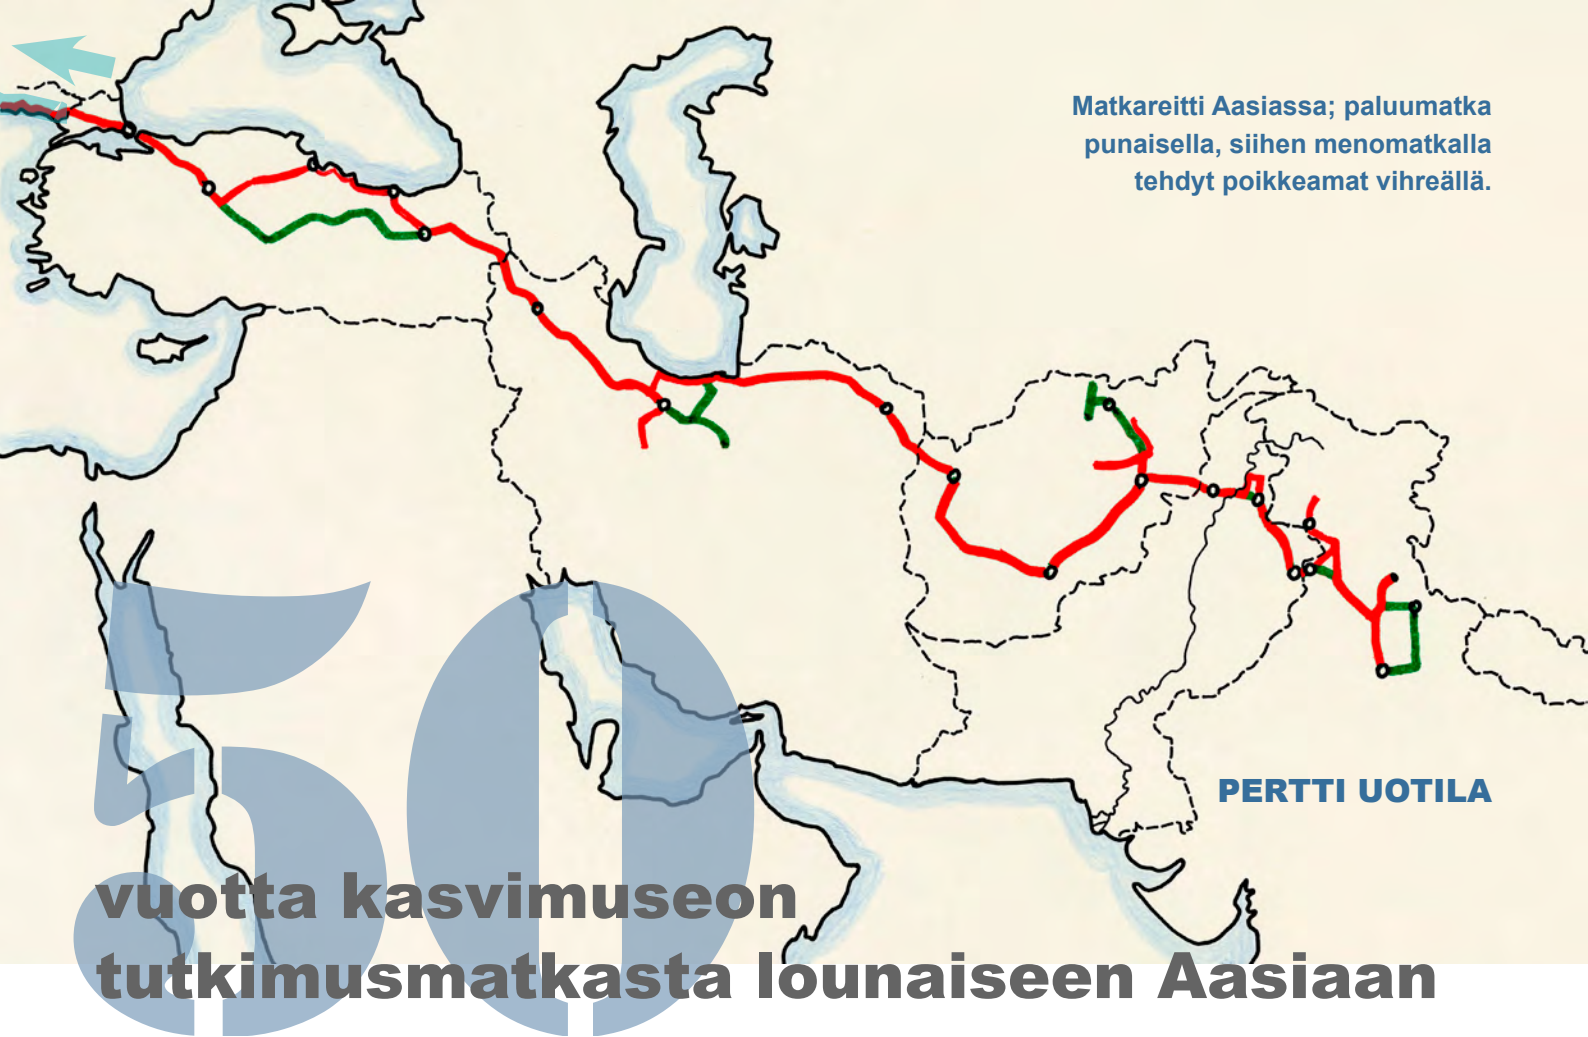 Matkareitti Aasiassa; paluumatka
punaisella, siihen menomatkalla
tehdyt poikkeamat vihreällä.
PERTTI UOTILA
50
vuotta kasvimuseon
tutkimusmatkasta lounaiseen Aasiaan